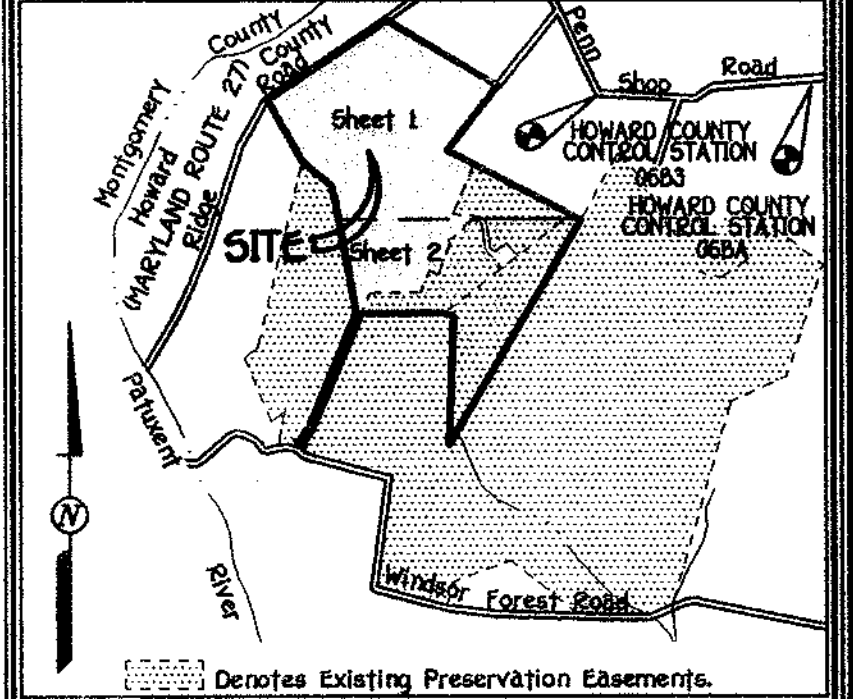 Montgomery County
Howard County
(MARYLAND ROUTE 27)
Ridge Road
Penn Shop Road
Sheet 1
HOWARD COUNTY
CONTROL STATION
06B3
HOWARD COUNTY
CONTROL STATION
06BA
SITE
Sheet 2
Patuxent
River
N
Windsor Forest Road
Denotes Existing Preservation Easements.